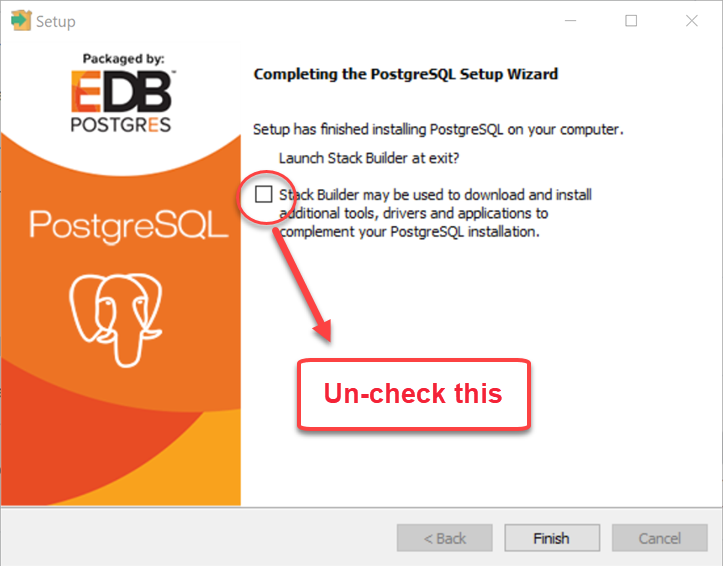 Setup
Packaged by:
EDB™
POSTGRES
PostgreSQL
Completing the PostgreSQL Setup Wizard
Setup has finished installing PostgreSQL on your computer.
Launch Stack Builder at exit?
Stack Builder may be used to download and install
additional tools, drivers and applications to
complement your PostgreSQL installation.
Un-check this
< Back
Finish
Cancel